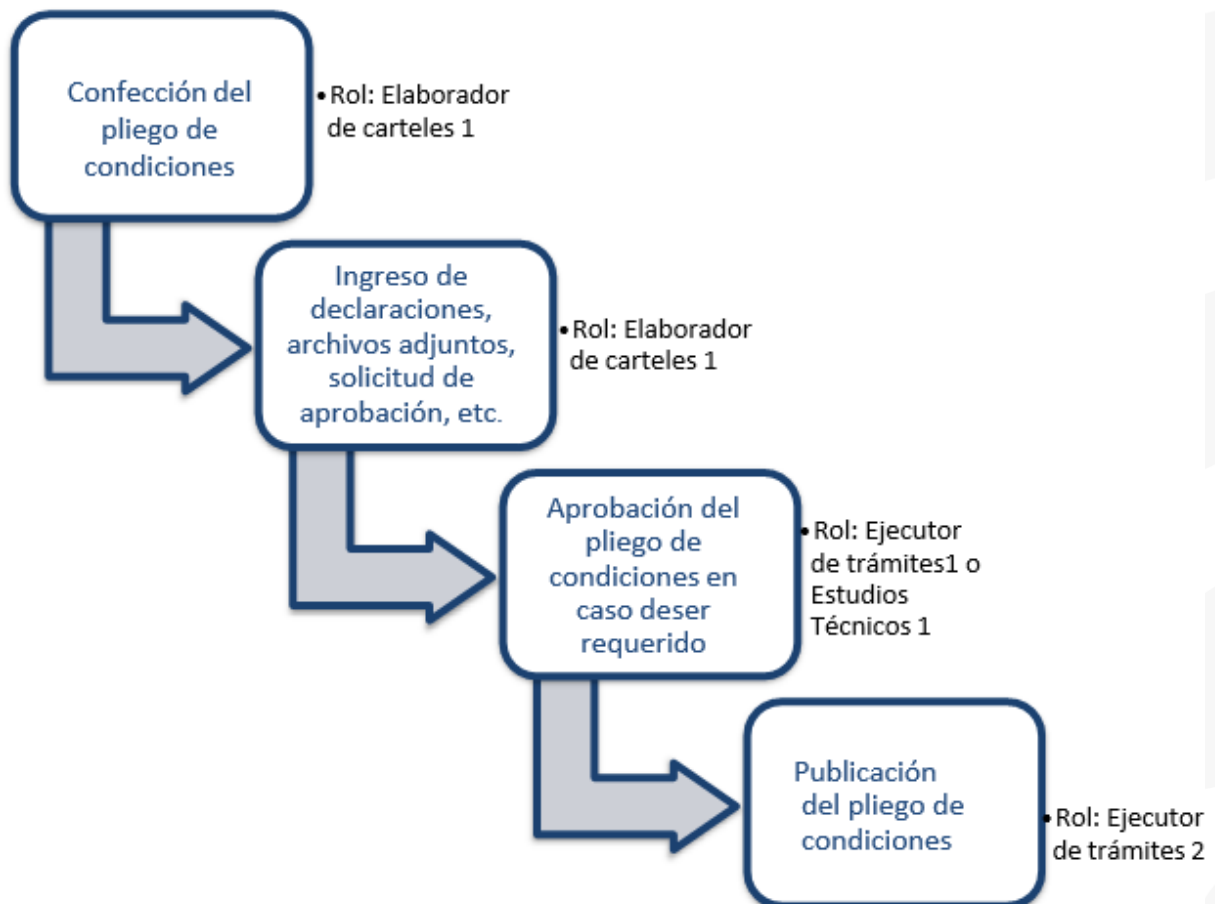 Confección del
pliego de
condiciones
•Rol: Elaborador
de carteles 1
Ingreso de
declaraciones,
archivos adjuntos,
solicitud de
aprobación, etc.
•Rol: Elaborador
de carteles 1
Aprobación del
pliego de
condiciones en
caso deser
requerido
•Rol: Ejecutor
de trámites1 o
Estudios
Técnicos 1
Publicación
del pliego de
condiciones
•Rol: Ejecutor
de trámites 2